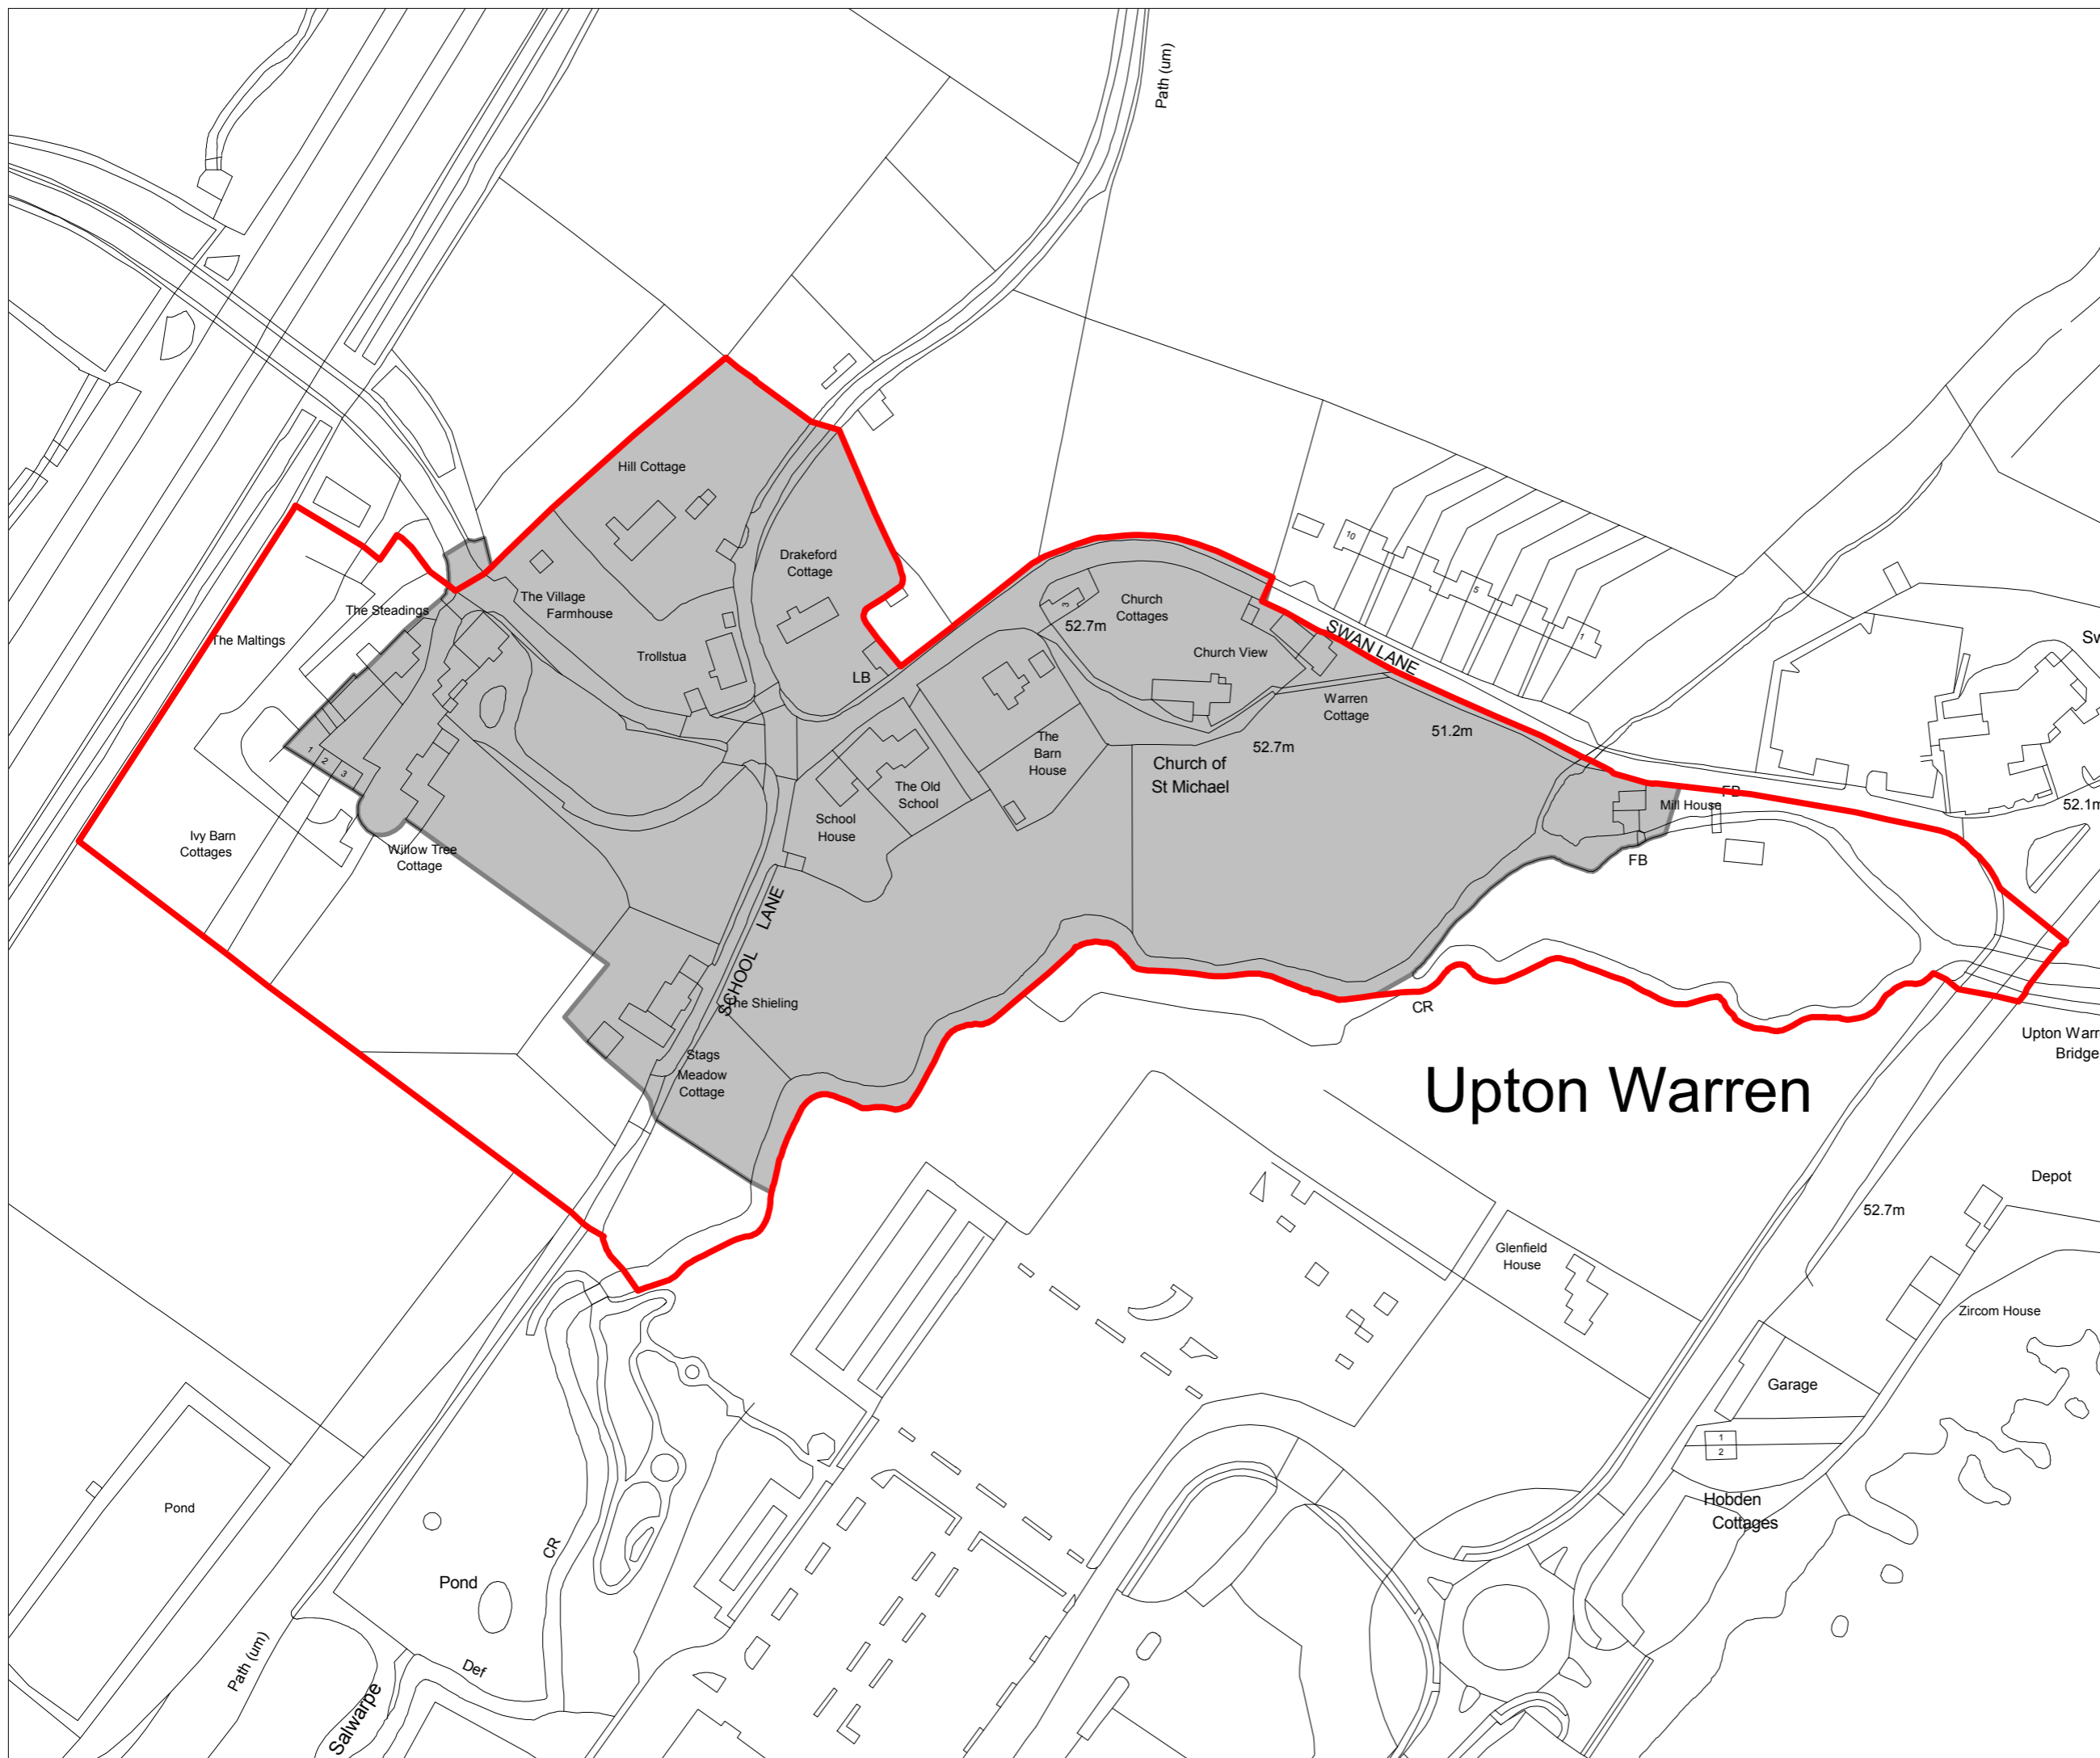 Path (um)
Hill Cottage
Drakeford
Cottage
The Village
Farmhouse
The Steadings
The Maltings
Trollstua
LB
3
52.7m
Church
Cottages
Church View
SWAN LANE
10
5
1
Warren
Cottage
51.2m
52.7m
Church of
St Michael
The
Barn
House
The Old
School
School
House
1
2
3
Ivy Barn
Cottages
Willow Tree
Cottage
SCHOOL LANE
The Shieling
Stags
Meadow
Cottage
Sw
FB
Mill House
FB
52.1m
CR
Upton Warr
Bridge
Upton Warren
Depot
52.7m
Glenfield
House
Zircom House
Garage
1
2
Hobden
Cottages
Pond
Pond
CR
Def
Path (um)
Salwarpe